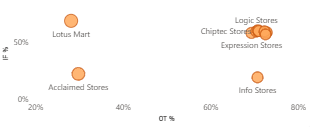 Logic Stores
Lotus Mart
Chiptec Stores
50%
Expression Stores
IF %
Acclaimed Stores
Info Stores
0%
20%
40%
60%
80%
OT %